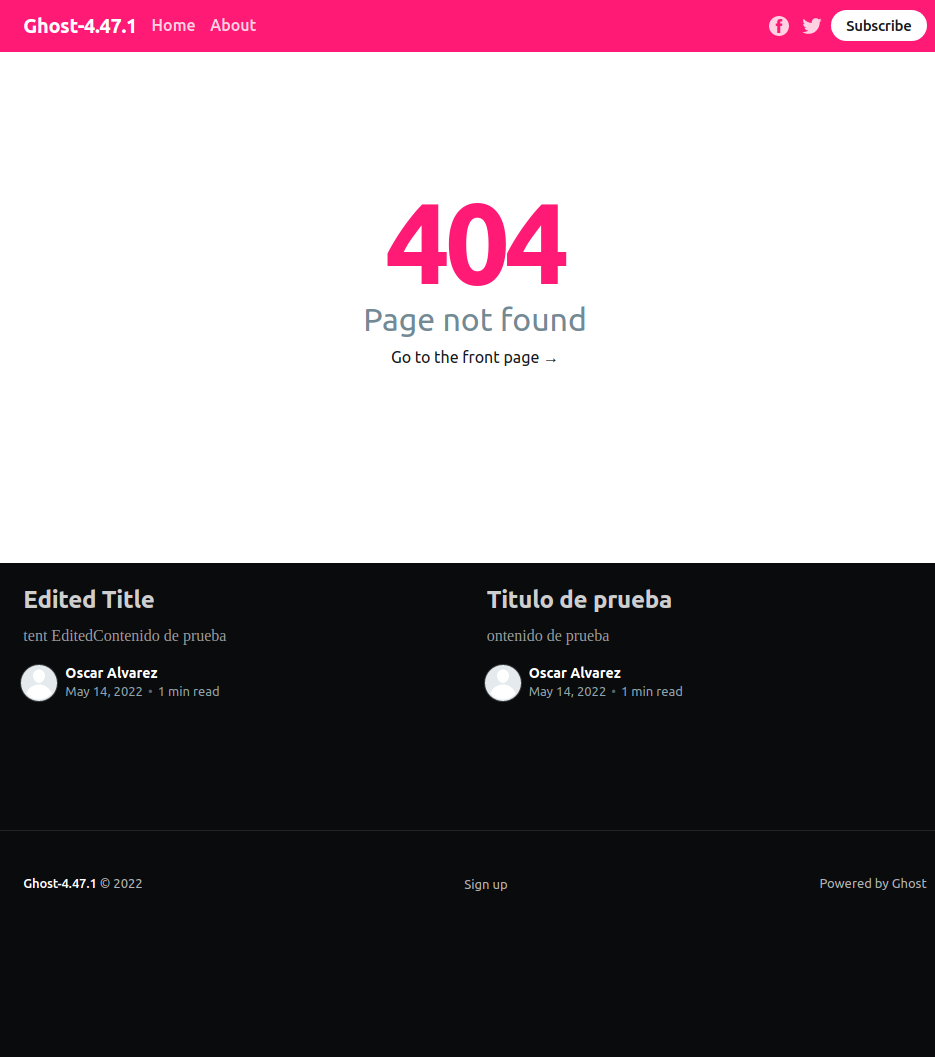 Ghost-4.47.1 Home About Subscribe
404
Page not found
Go to the front page →
Edited Title
tent EditedContenido de prueba
Oscar Alvarez
May 14, 2022 • 1 min read
Titulo de prueba
ontenido de prueba
Oscar Alvarez
May 14, 2022 • 1 min read
Ghost-4.47.1 © 2022
Sign up
Powered by Ghost